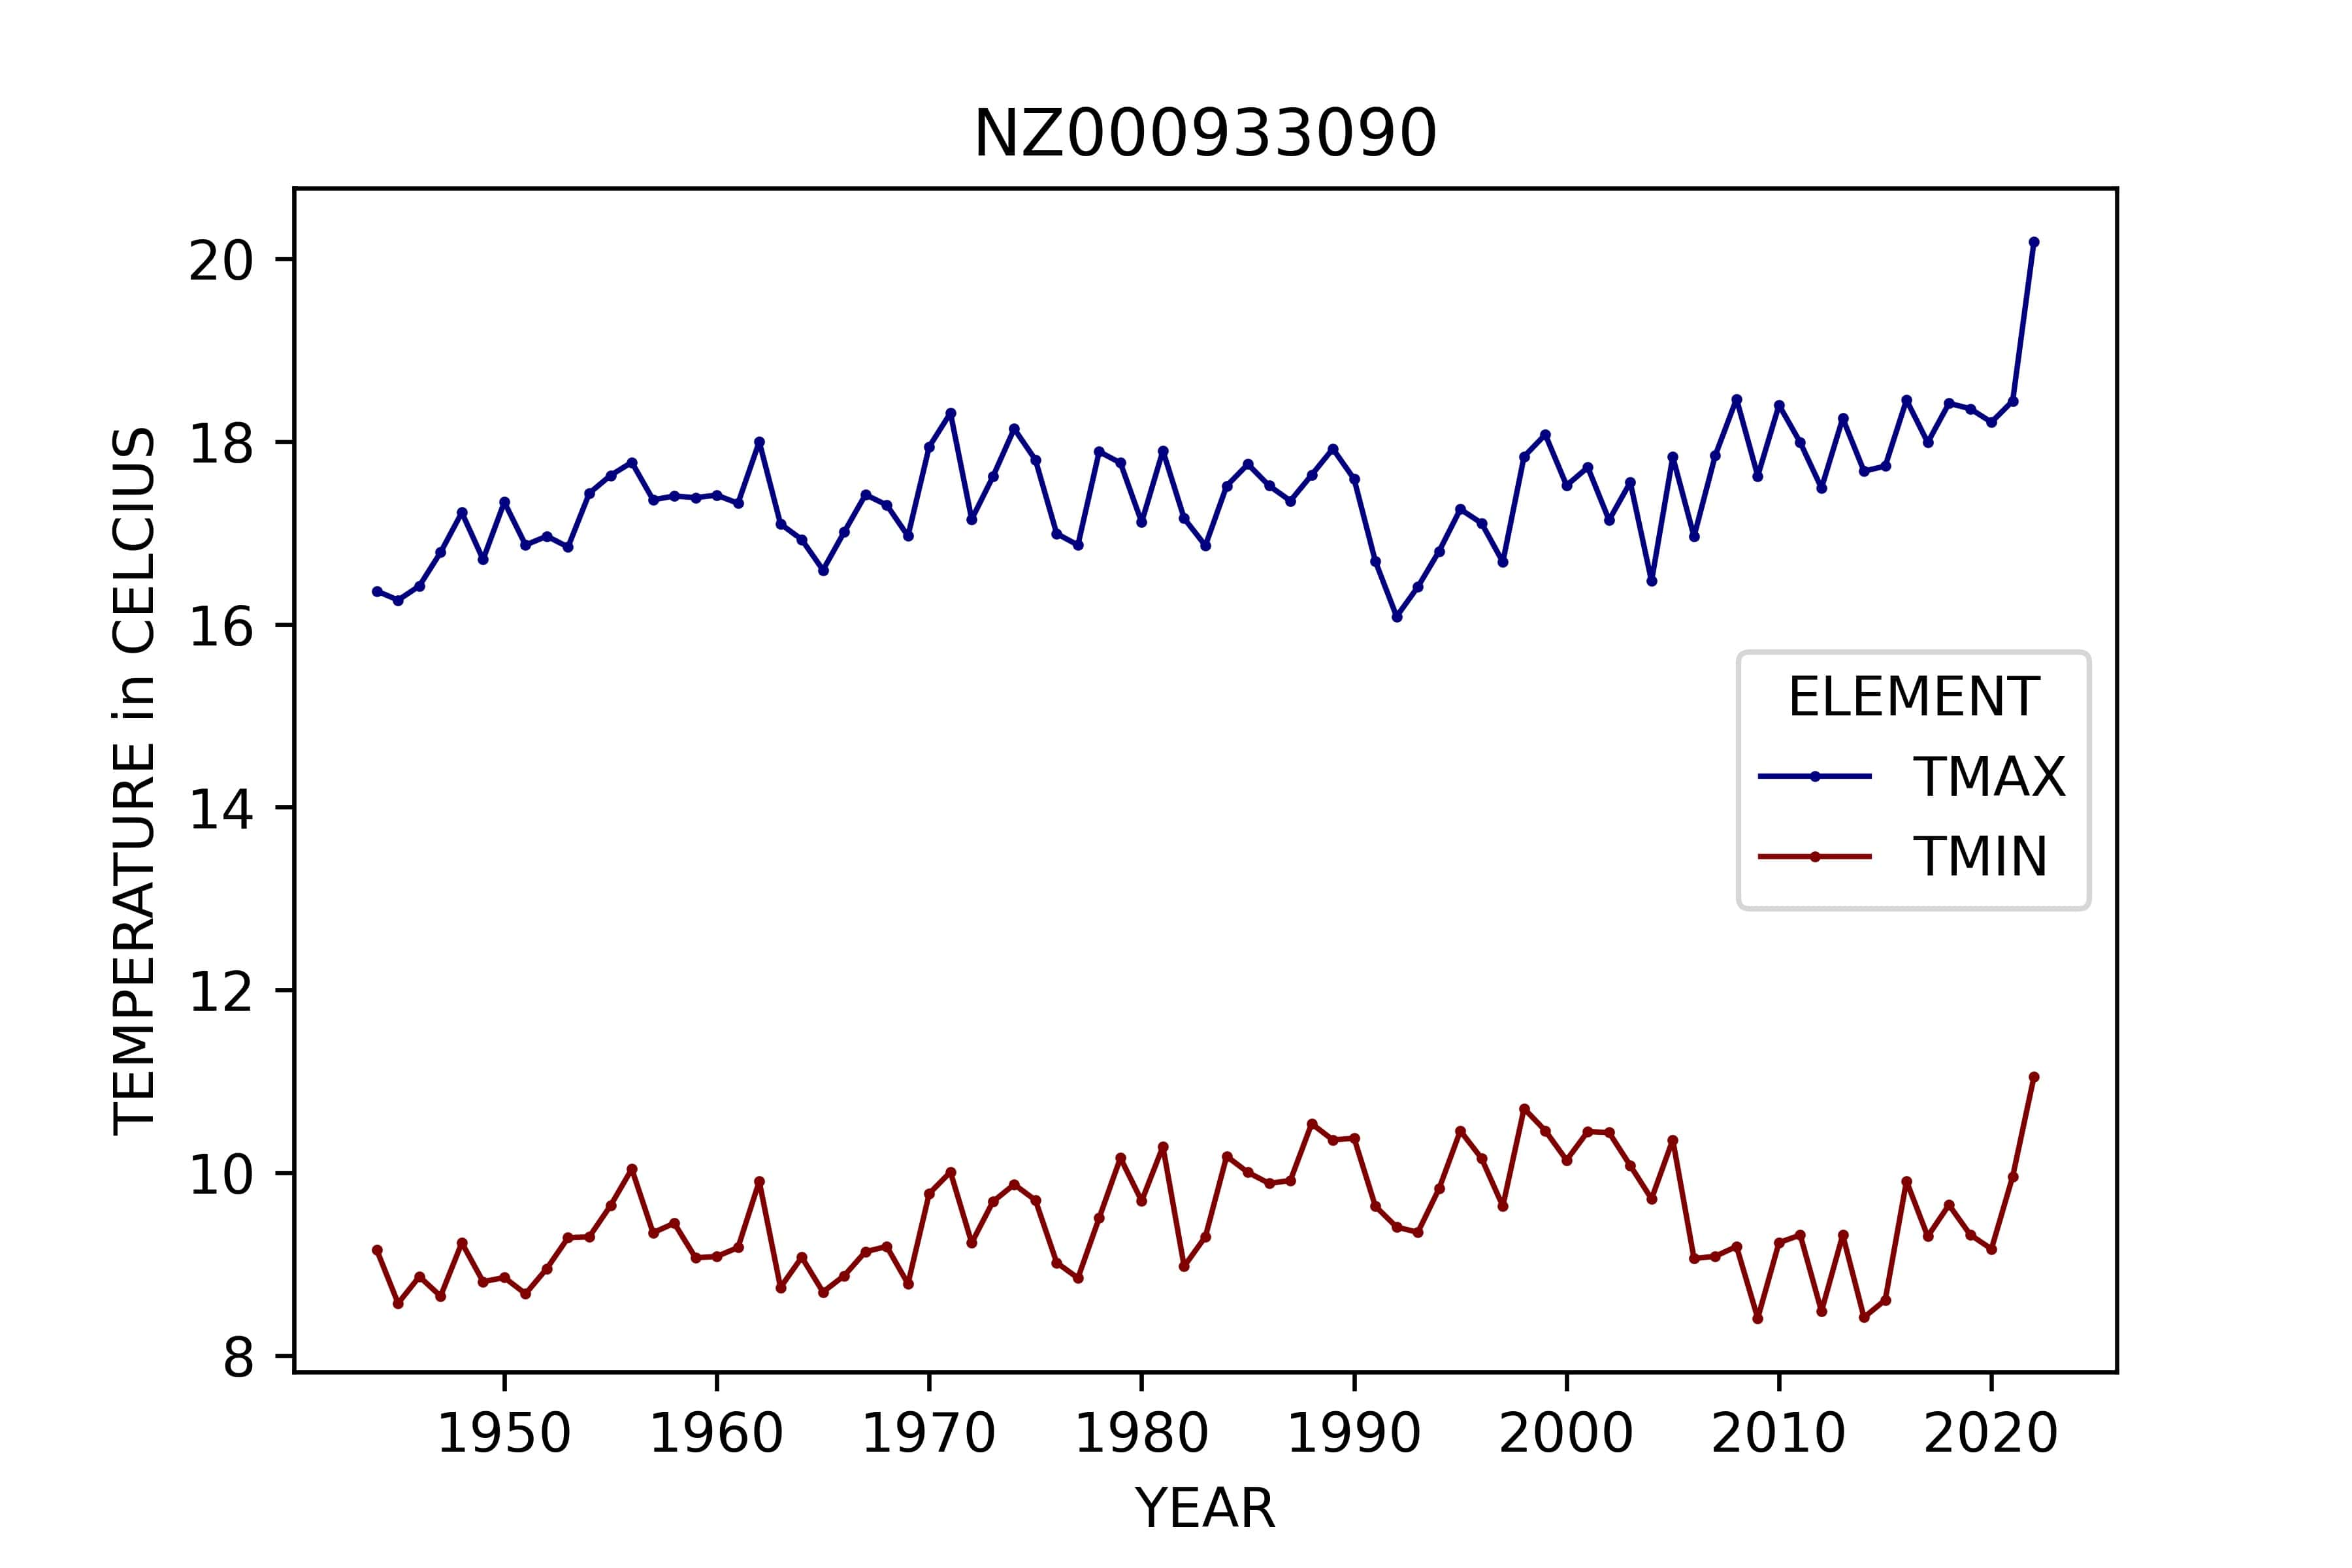 NZ000933090
TEMPERATURE in CELCIUS
20
18
16
14
12
10
8
ELEMENT
TMAX
TMIN
1950 1960 1970 1980 1990 2000 2010 2020
YEAR